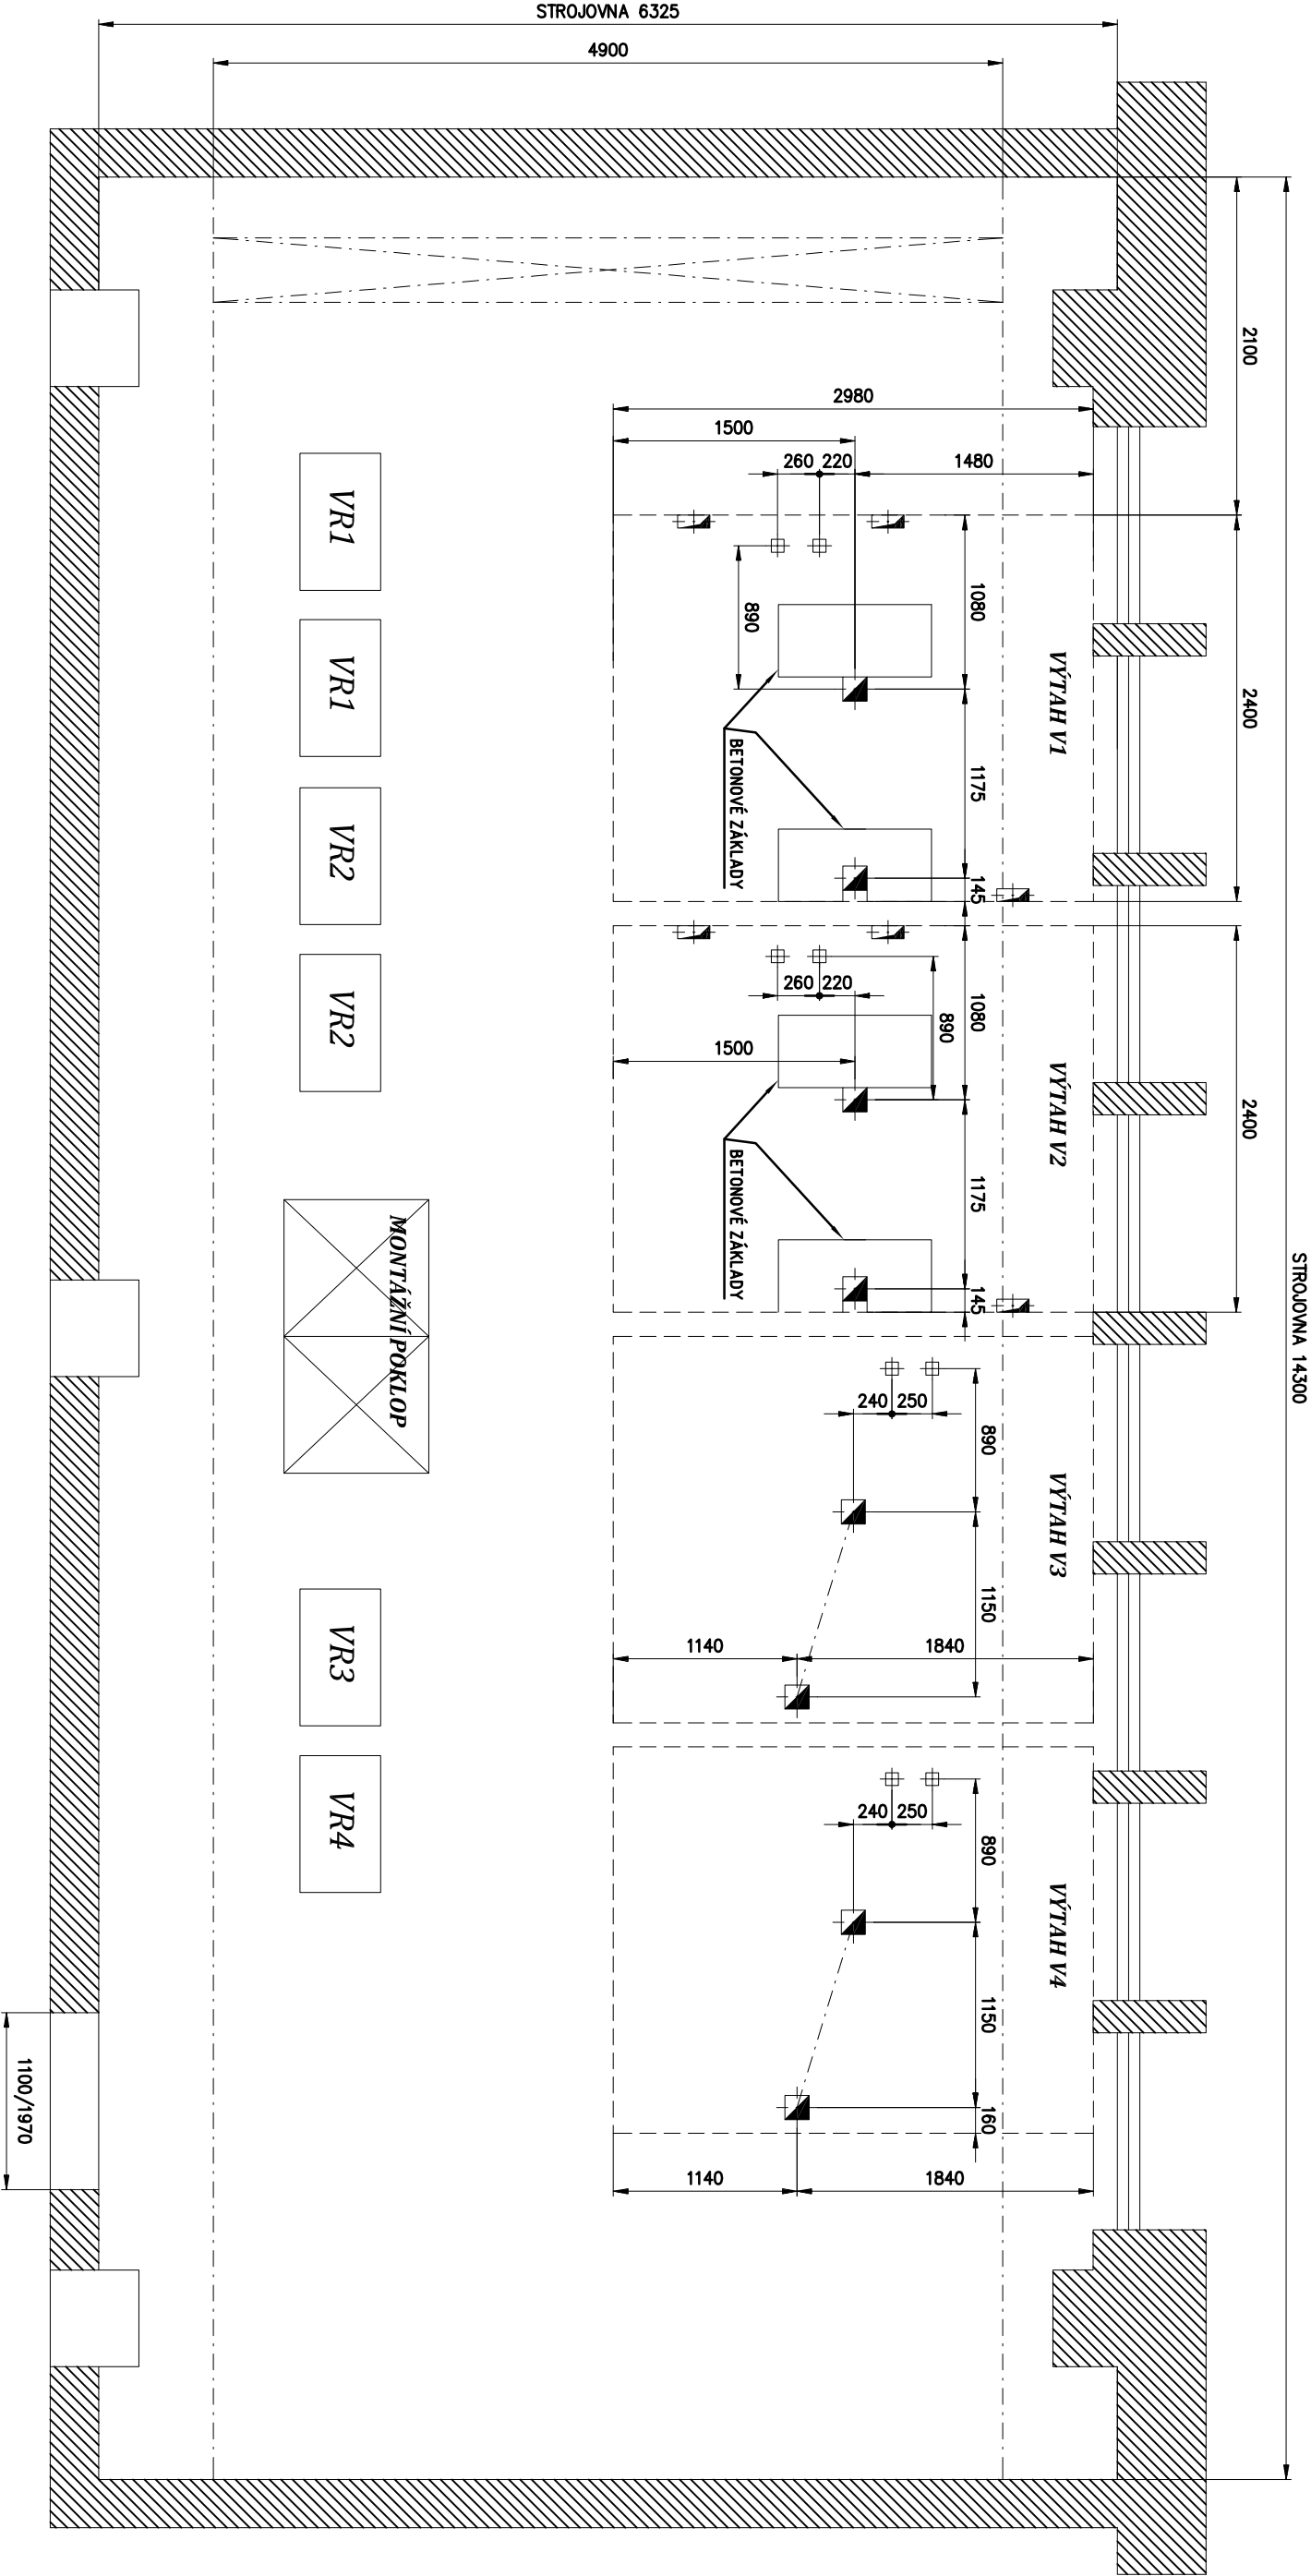 STROJOVNA 6325
4900
STROJOVNA 14300
2100
2400
2400
2980
1500
260
220
1480
1080
890
1175
145
VÝTAH V1
BETONOVÉ ZÁKLADY
260
220
1080
890
1500
1175
145
VÝTAH V2
BETONOVÉ ZÁKLADY
240
250
890
1150
1140
1840
VÝTAH V3
240
250
890
1150
160
1140
1840
VÝTAH V4
VR1
VR1
VR2
VR2
MONTÁŽNÍ POKLOP
VR3
VR4
1100/1970